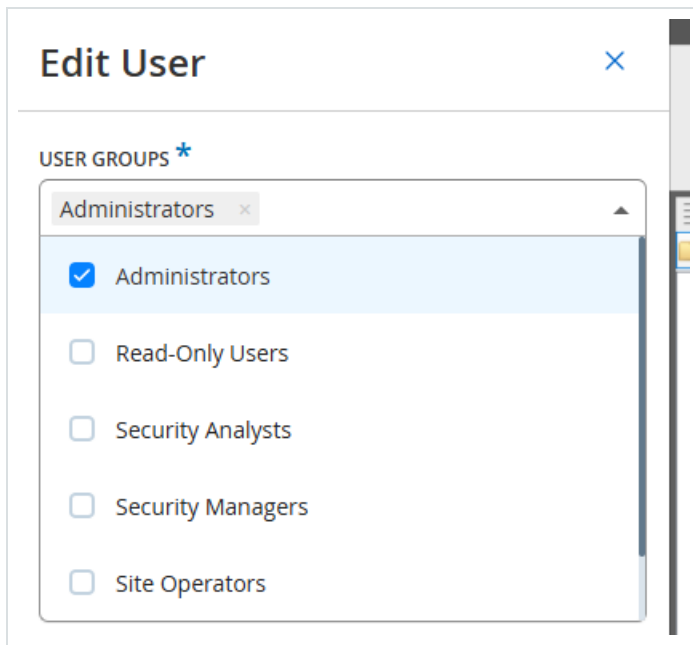 Edit User
USER GROUPS *
Administrators ×
Administrators
Read-Only Users
Security Analysts
Security Managers
Site Operators